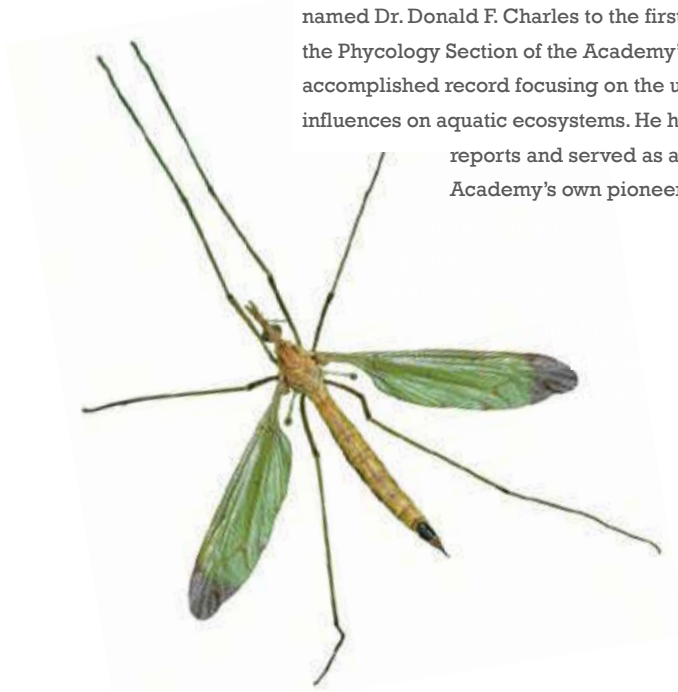 named Dr. Donald F. Charles to the first
the Phycology Section of the Academy’
accomplished record focusing on the u
influences on aquatic ecosystems. He h
reports and served as a
Academy’s own pioneer